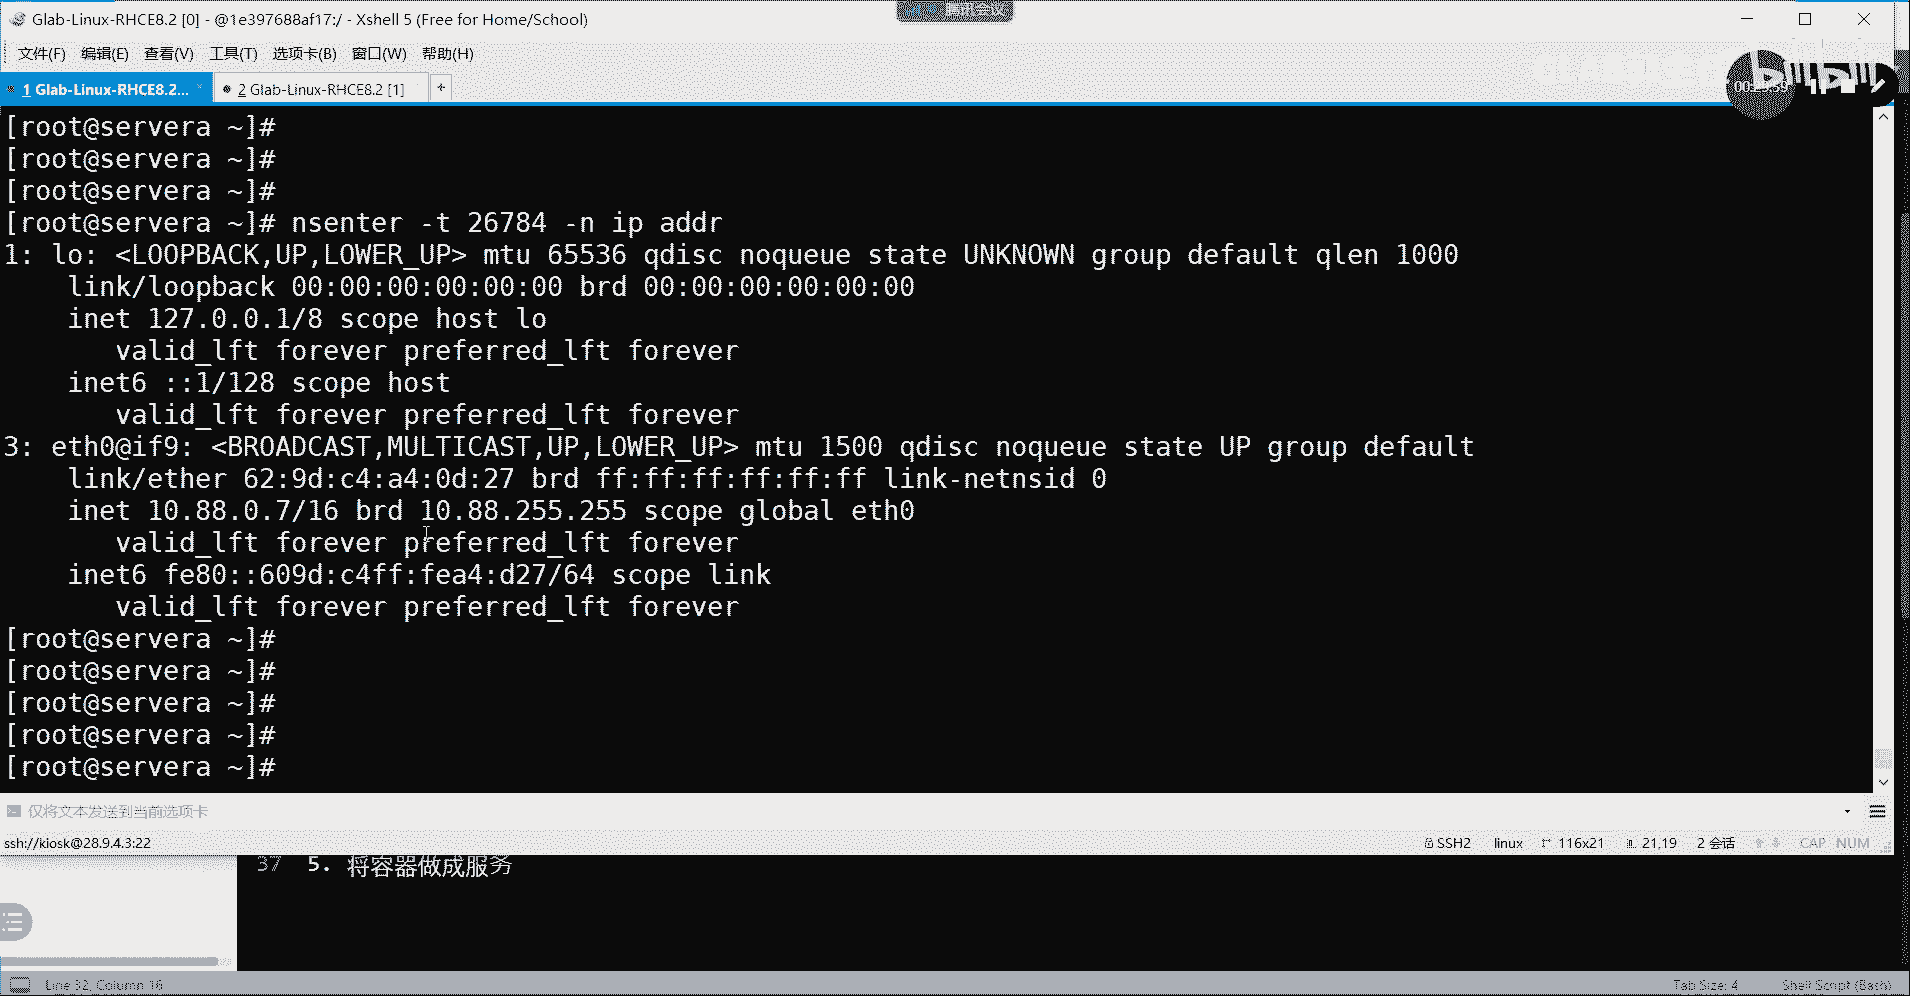 Glab-Linux-RHCE8.2 [0] - @1e397688af17:/ - Xshell 5 (Free for Home/School)
腾讯会议
文件(F) 编辑(E) 查看(V) 工具(T) 选项卡(B) 窗口(W) 帮助(H)
1 Glab-Linux-RHCE8.2... 2 Glab-Linux-RHCE8.2 [1] +
bilibili
[root@servera ~]#
[root@servera ~]#
[root@servera ~]#
[root@servera ~]# nsenter -t 26784 -n ip addr
1: lo: <LOOPBACK,UP,LOWER_UP> mtu 65536 qdisc noqueue state UNKNOWN group default qlen 1000
link/loopback 00:00:00:00:00:00 brd 00:00:00:00:00:00
inet 127.0.0.1/8 scope host lo
valid_lft forever preferred_lft forever
inet6 ::1/128 scope host
valid_lft forever preferred_lft forever
3: eth0@if9: <BROADCAST,MULTICAST,UP,LOWER_UP> mtu 1500 qdisc noqueue state UP group default
link/ether 62:9d:c4:a4:0d:27 brd ff:ff:ff:ff:ff:ff link-netnsid 0
inet 10.88.0.7/16 brd 10.88.255.255 scope global eth0
valid_lft forever preferred_lft forever
inet6 fe80::609d:c4ff:fea4:d27/64 scope link
valid_lft forever preferred_lft forever
[root@servera ~]#
[root@servera ~]#
[root@servera ~]#
[root@servera ~]#
[root@servera ~]#
仅将文本发送到当前选项卡
ssh://kiosk@28.9.4.3:22 SSH2 linux 116x21 21,19 2 会话 CAP NUM
37 5. 将容器做成服务
Line 32, Column 16 Tab Size: 4 Shell Script (Bash)